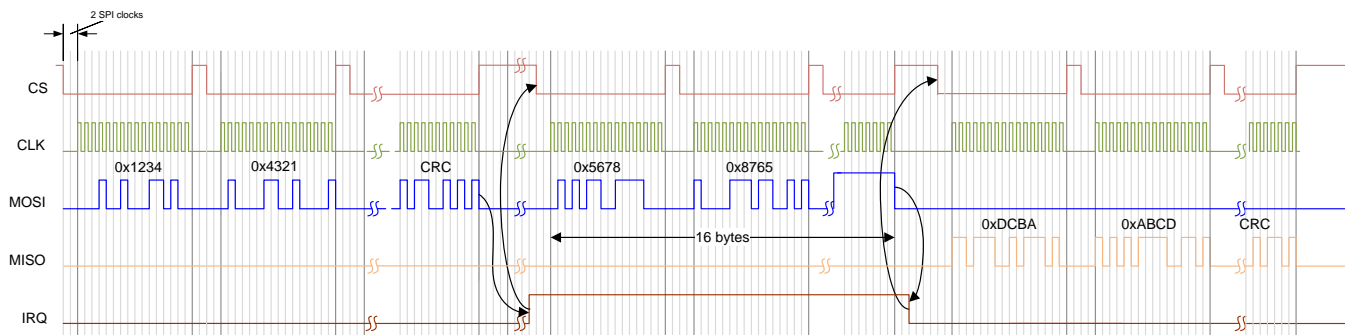 2 SPI clocks
CS
CLK
0x1234
0x4321
CRC
0x5678
0x8765
MOSI
16 bytes
0xDCBA
0xABCD
CRC
MISO
IRQ